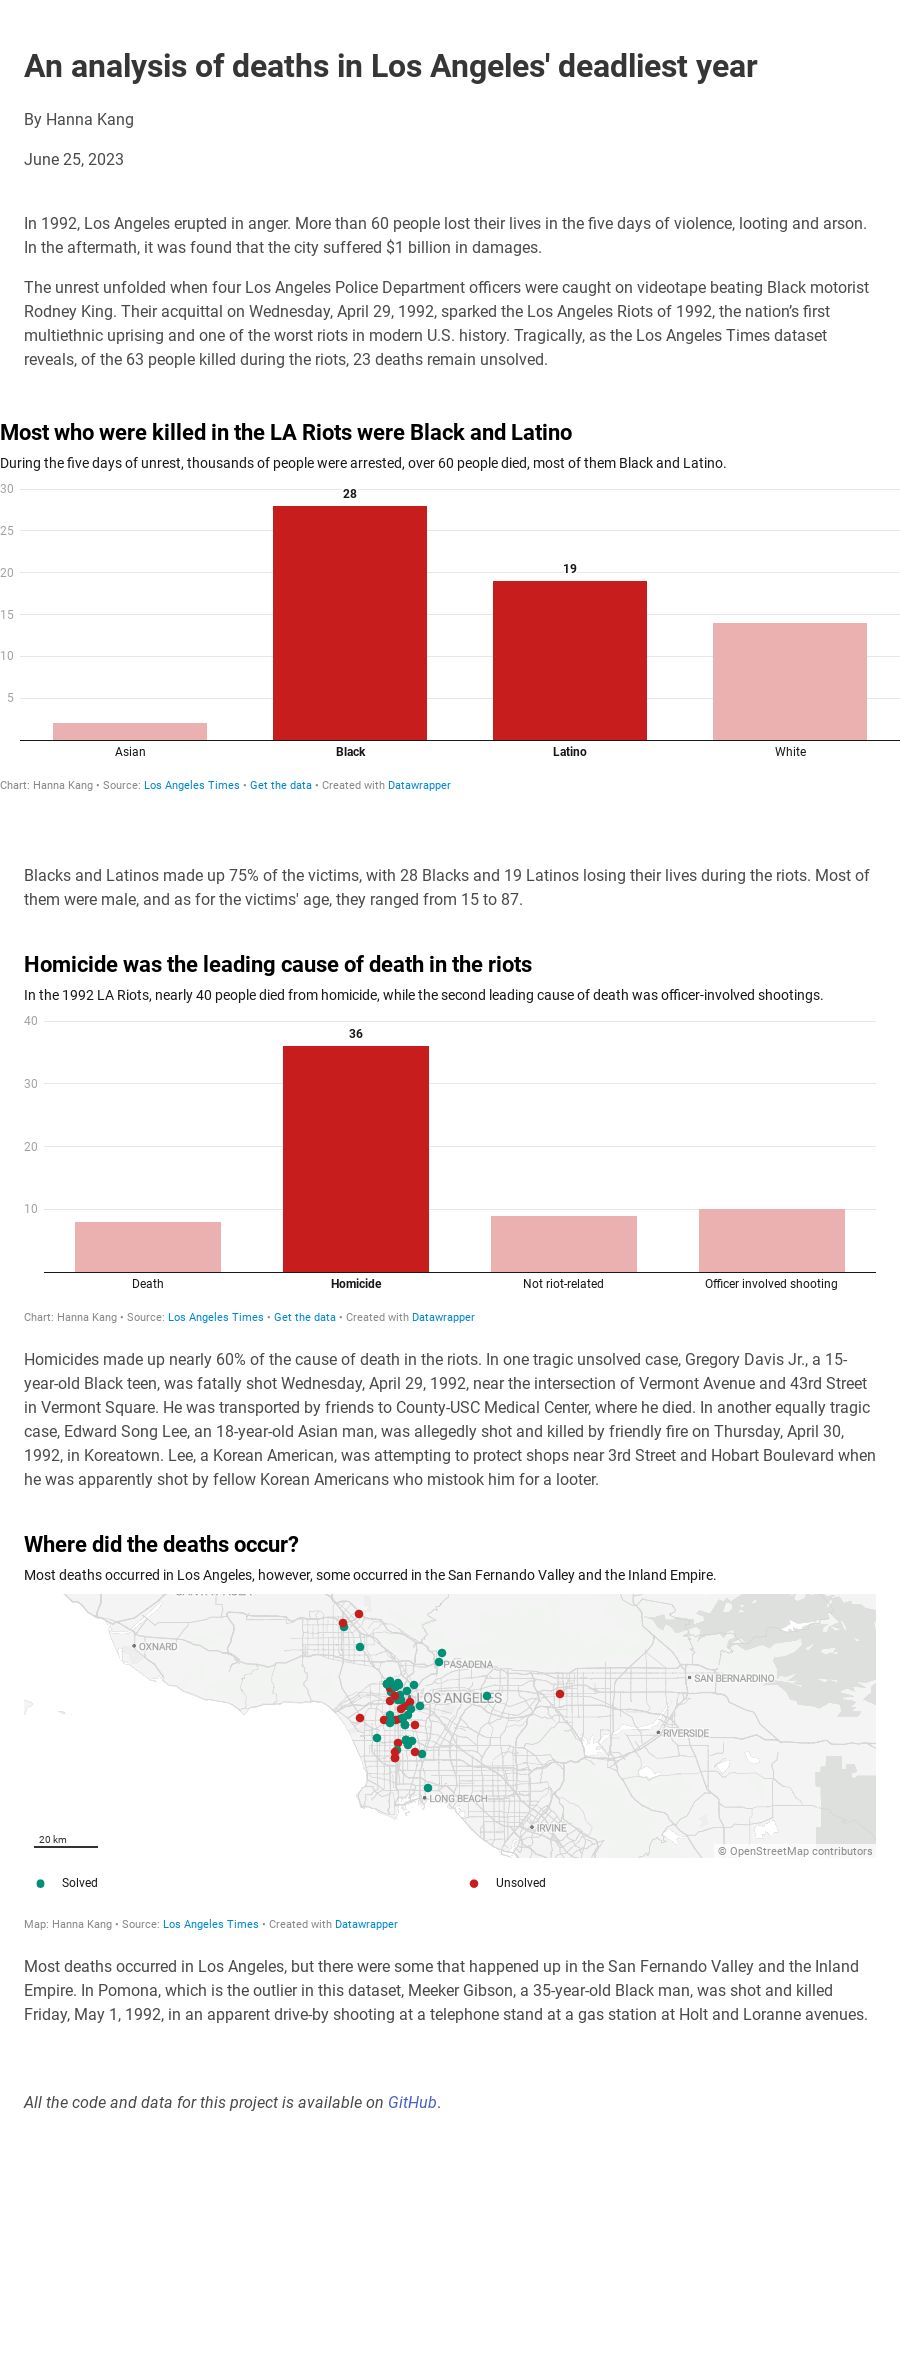 An analysis of deaths in Los Angeles' deadliest year
By Hanna Kang
June 25, 2023
In 1992, Los Angeles erupted in anger. More than 60 people lost their lives in the five days of violence, looting and arson.
In the aftermath, it was found that the city suffered $1 billion in damages.
The unrest unfolded when four Los Angeles Police Department officers were caught on videotape beating Black motorist
Rodney King. Their acquittal on Wednesday, April 29, 1992, sparked the Los Angeles Riots of 1992, the nation’s first
multiethnic uprising and one of the worst riots in modern U.S. history. Tragically, as the Los Angeles Times dataset
reveals, of the 63 people killed during the riots, 23 deaths remain unsolved.
Most who were killed in the LA Riots were Black and Latino
During the five days of unrest, thousands of people were arrested, over 60 people died, most of them Black and Latino.
30
28
25
20
19
15
10
5
Asian Black Latino White
Chart: Hanna Kang • Source: Los Angeles Times • Get the data • Created with Datawrapper
Blacks and Latinos made up 75% of the victims, with 28 Blacks and 19 Latinos losing their lives during the riots. Most of
them were male, and as for the victims' age, they ranged from 15 to 87.
Homicide was the leading cause of death in the riots
In the 1992 LA Riots, nearly 40 people died from homicide, while the second leading cause of death was officer-involved shootings.
40
36
30
20
10
Death Homicide Not riot-related Officer involved shooting
Chart: Hanna Kang • Source: Los Angeles Times • Get the data • Created with Datawrapper
Homicides made up nearly 60% of the cause of death in the riots. In one tragic unsolved case, Gregory Davis Jr., a 15-
year-old Black teen, was fatally shot Wednesday, April 29, 1992, near the intersection of Vermont Avenue and 43rd Street
in Vermont Square. He was transported by friends to County-USC Medical Center, where he died. In another equally tragic
case, Edward Song Lee, an 18-year-old Asian man, was allegedly shot and killed by friendly fire on Thursday, April 30,
1992, in Koreatown. Lee, a Korean American, was attempting to protect shops near 3rd Street and Hobart Boulevard when
he was apparently shot by fellow Korean Americans who mistook him for a looter.
Where did the deaths occur?
Most deaths occurred in Los Angeles, however, some occurred in the San Fernando Valley and the Inland Empire.
OXNARD
PASADENA
SAN BERNARDINO
LOS ANGELES
RIVERSIDE
LONG BEACH
IRVINE
20 km
© OpenStreetMap contributors
Solved Unsolved
Map: Hanna Kang • Source: Los Angeles Times • Created with Datawrapper
Most deaths occurred in Los Angeles, but there were some that happened up in the San Fernando Valley and the Inland
Empire. In Pomona, which is the outlier in this dataset, Meeker Gibson, a 35-year-old Black man, was shot and killed
Friday, May 1, 1992, in an apparent drive-by shooting at a telephone stand at a gas station at Holt and Loranne avenues.
All the code and data for this project is available on GitHub.